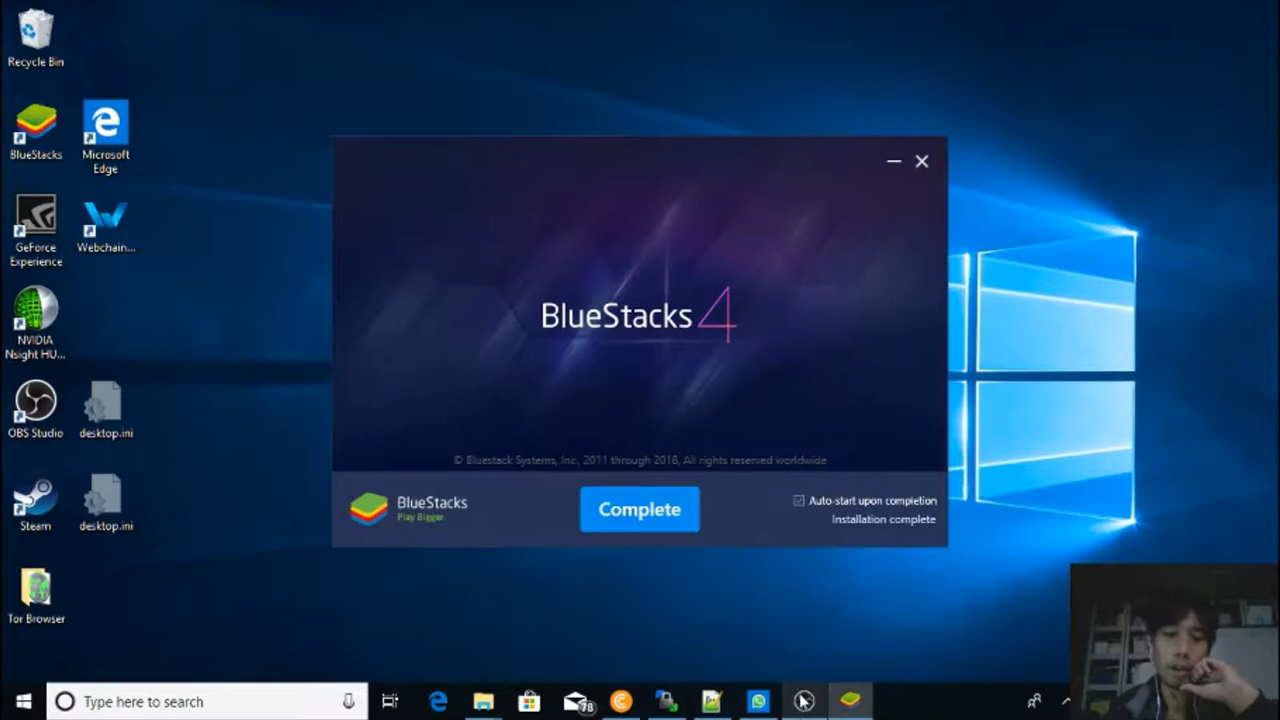 Recycle Bin
BlueStacks
Microsoft
Edge
GeForce
Experience
Webchain...
NVIDIA
Nsight HU...
OBS Studio
desktop.ini
Steam
desktop.ini
Tor Browser
BlueStacks 4
© Bluestack Systems, Inc., 2011 through 2018, All rights reserved worldwide
BlueStacks
Play Bigger
Complete
Auto-start upon completion
Installation complete
Type here to search
78